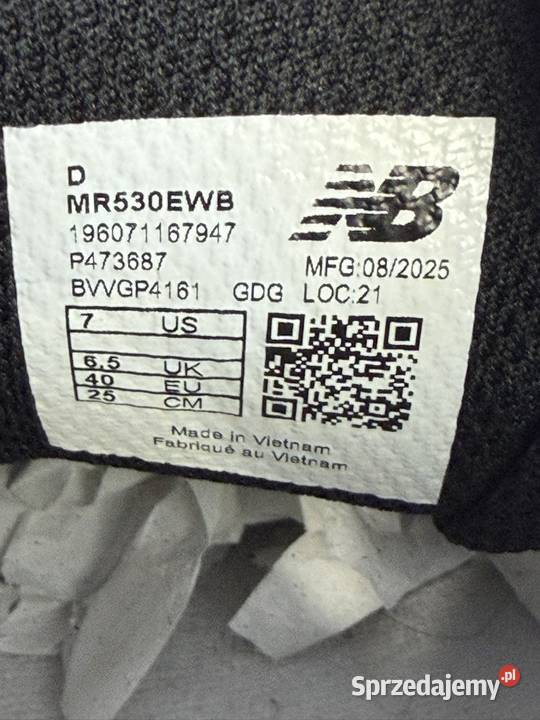 D
MR530EWB
NB
196071167947
P473687
MFG:08/2025
BVVGP4161 GDG LOC:21
7 US
6.5 UK
40 EU
25 CM
Made in Vietnam
Fabriqué au Vietnam
Sprzedajemy.pl